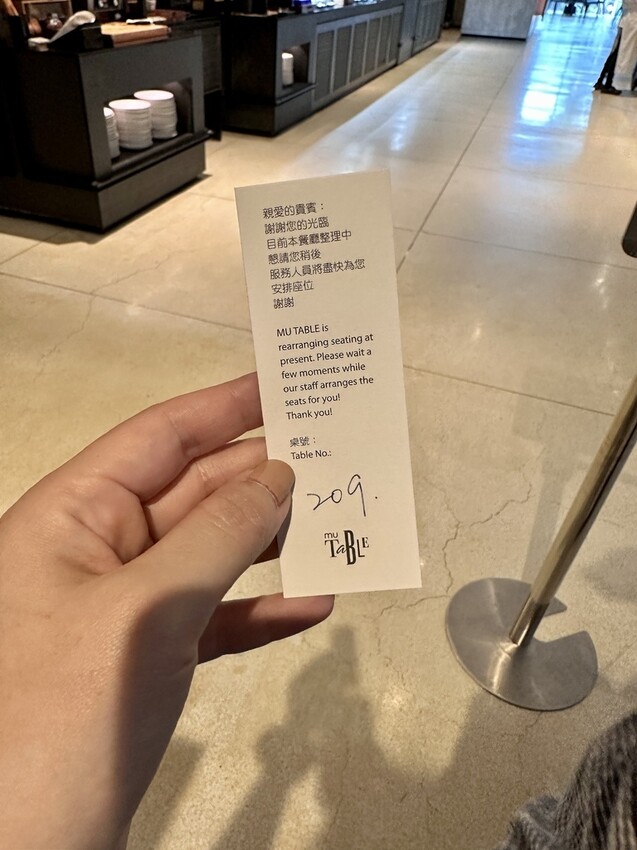 親愛的貴賓：
謝謝您的光臨
目前本餐廳整理中
懇請您稍後
服務人員將盡快為您
安排座位
謝謝
MU TABLE is
rearranging seating at
present. Please wait a
few moments while
our staff arranges the
seats for you!
Thank you!
桌號：
Table No.:
209.
mu
TaBLE